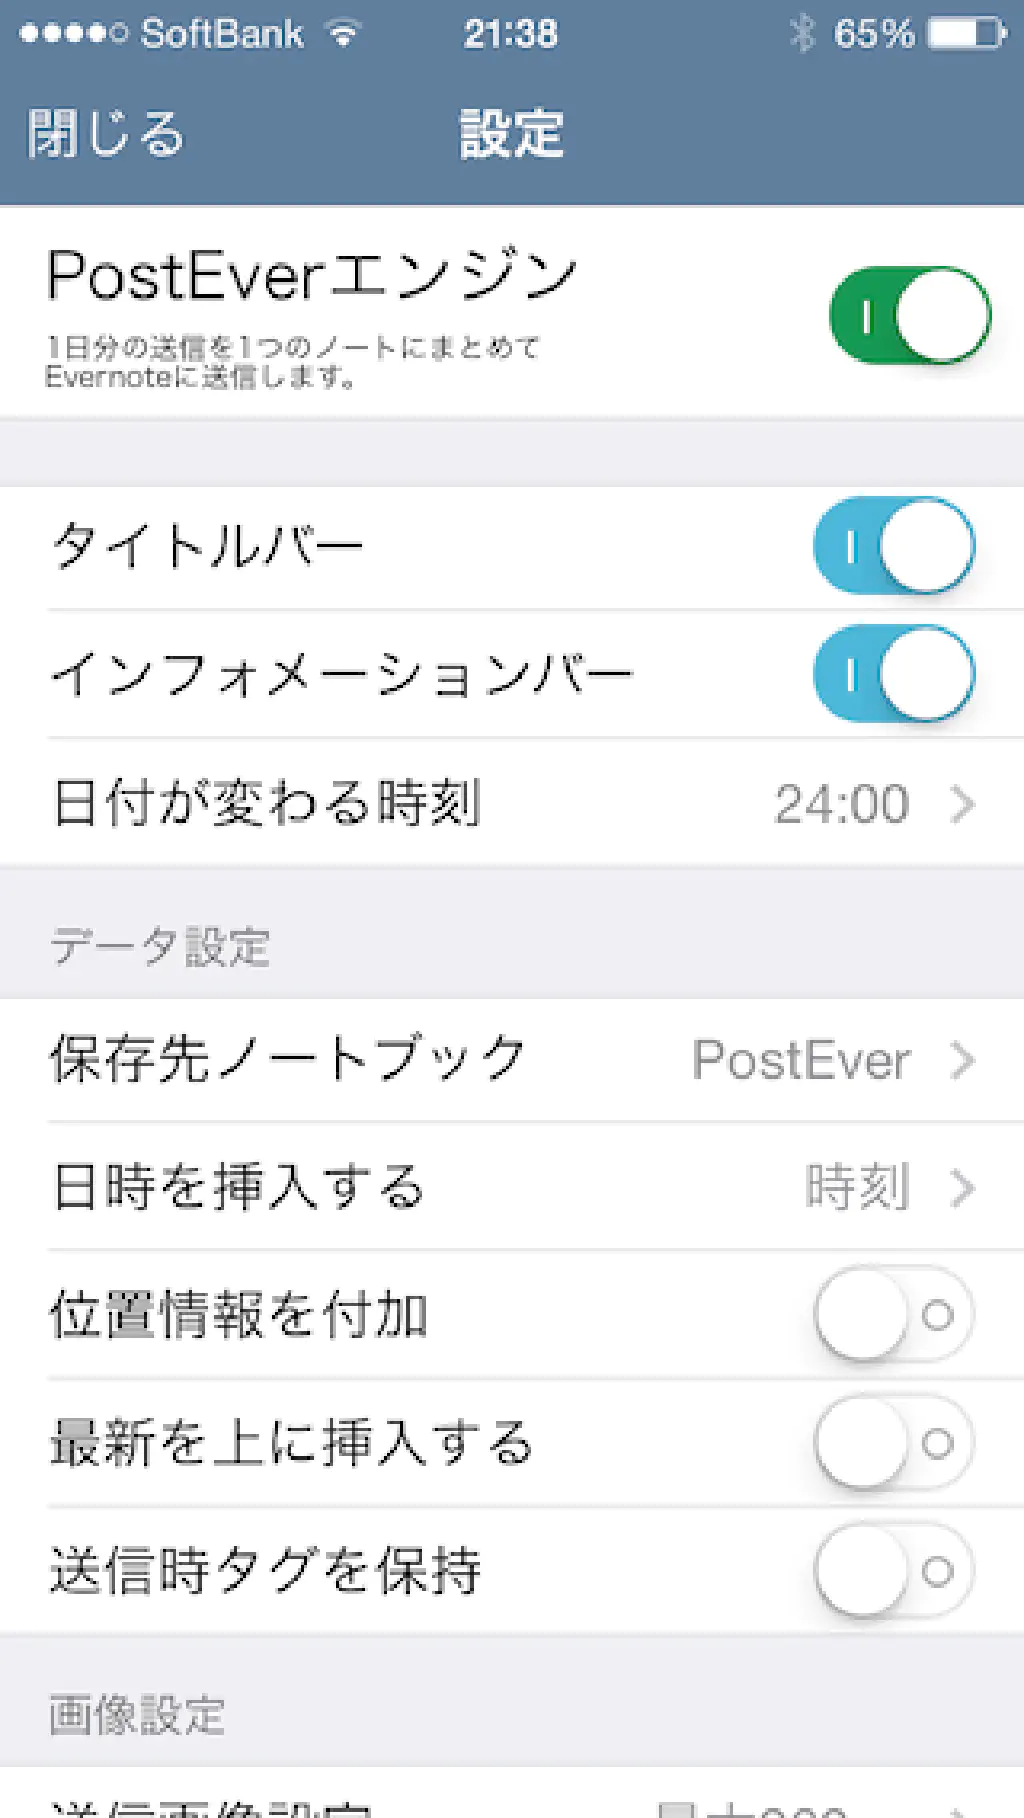 SoftBank 21:38 65%
閉じる 設定
PostEverエンジン
1日分の送信を1つのノートにまとめて
Evernoteに送信します。
タイトルバー
インフォメーションバー
日付が変わる時刻 24:00
データ設定
保存先ノートブック PostEver
日時を挿入する 時刻
位置情報を付加
最新を上に挿入する
送信時タグを保持
画像設定
送信画像設定